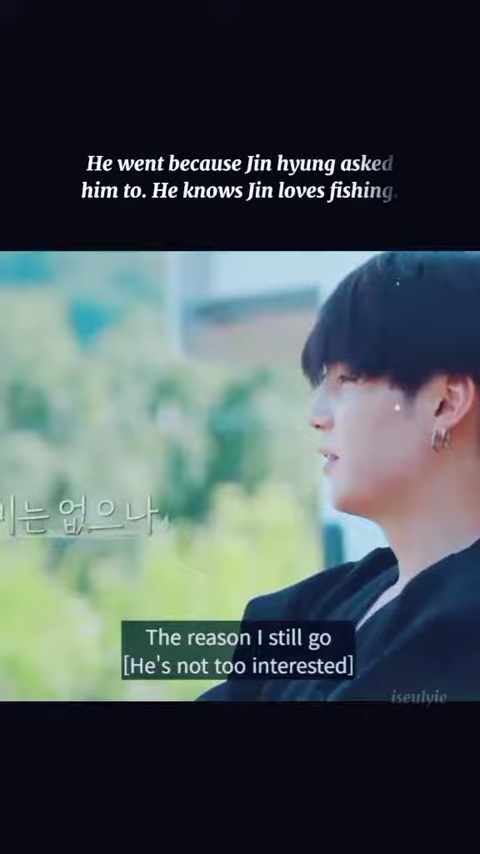 He went because Jin hyung asked
him to. He knows Jin loves fishing.
없으나
The reason I still go
[He's not too interested]
iseulyie